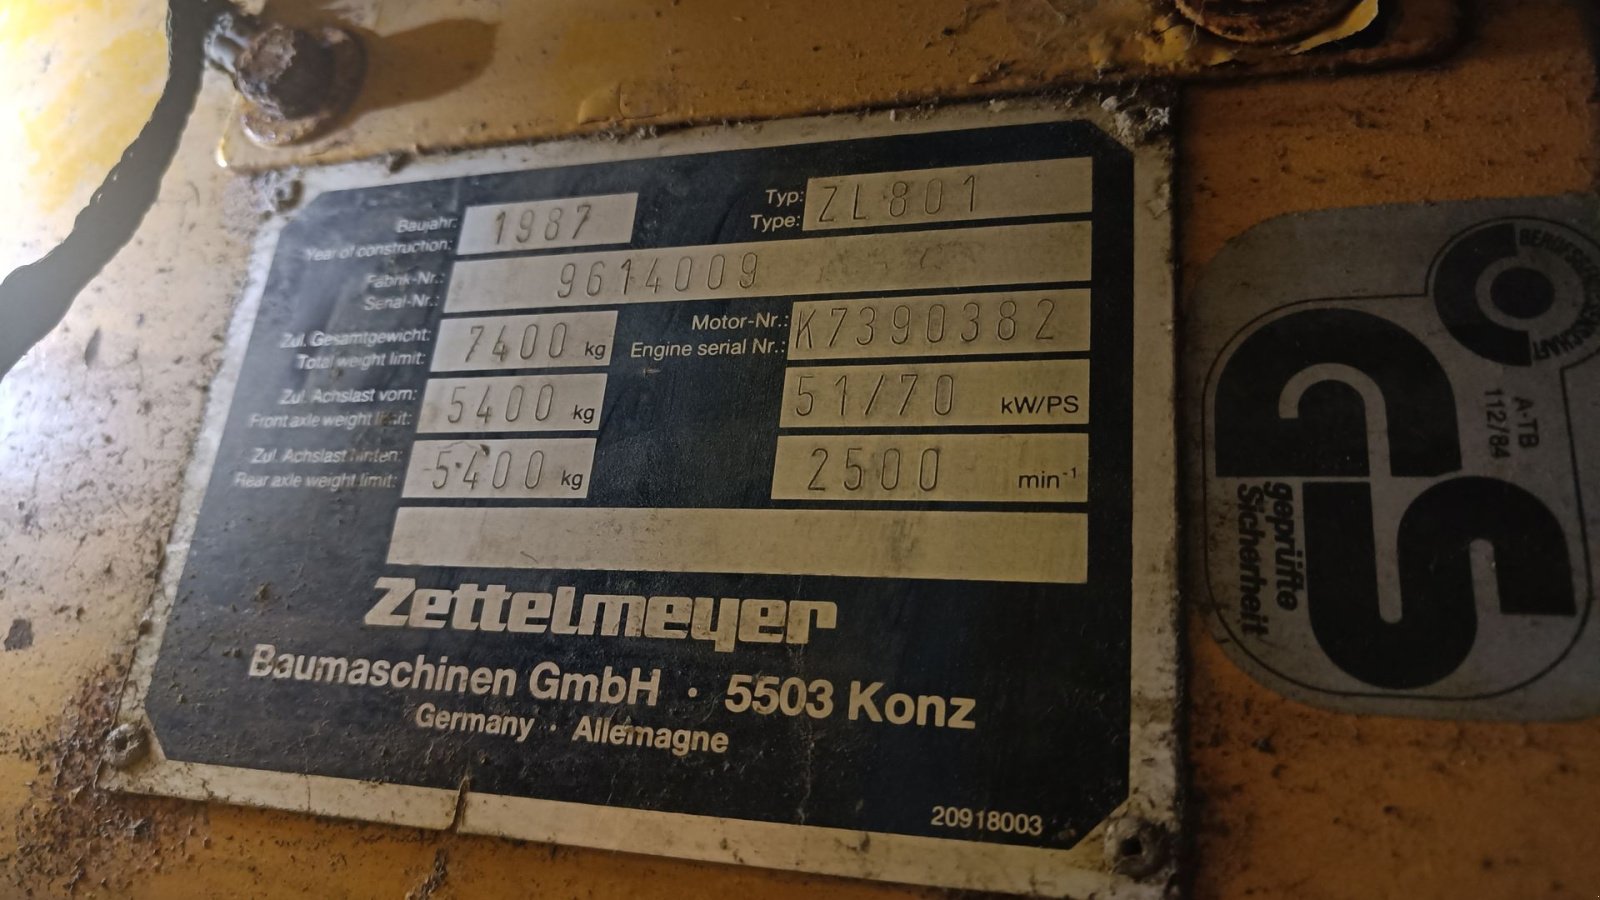 Baujahr: 1987
Year of construction:
Typ: ZL801
Type:
Fabrik-Nr.: 9614009
Serial-Nr.:
Zul. Gesamtgewicht: 7400 kg
Total weight limit:
Motor-Nr.: K7390382
Engine serial Nr.:
Zul. Achslast vorn: 5400 kg
Front axle weight limit:
51/70 kW/PS
Zul. Achslast hinten: 5400 kg
Rear axle weight limit:
2500 min⁻¹
Zettelmeyer
Baumaschinen GmbH · 5503 Konz
Germany · Allemagne
20918003
GS
geprüfte
Sicherheit
A-TB
112/84